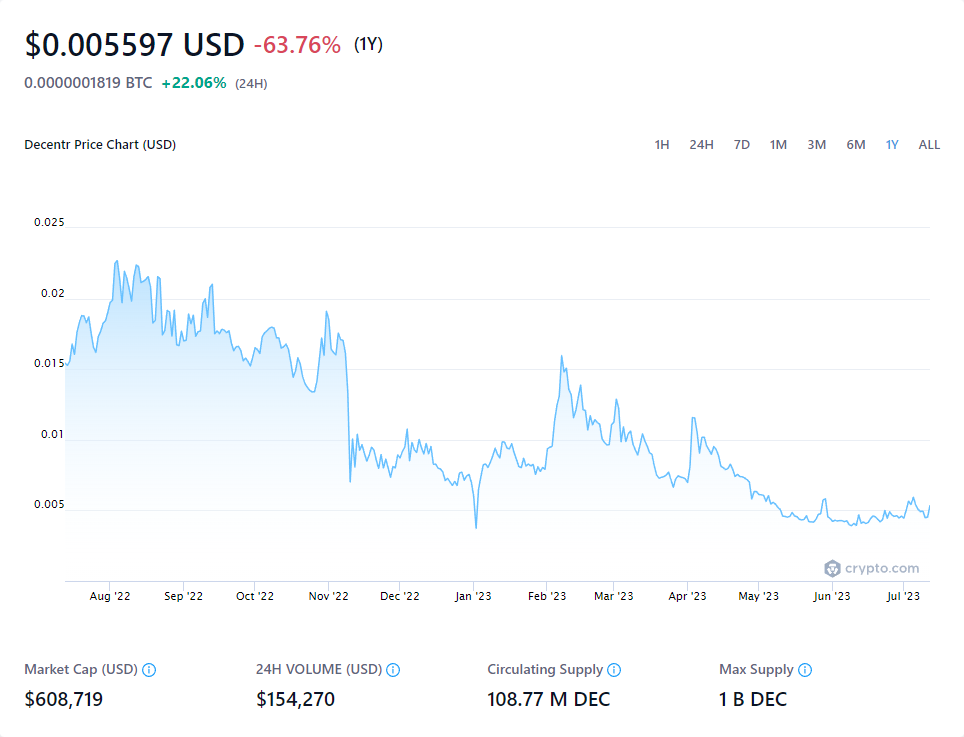 $0.005597 USD -63.76% (1Y)
0.0000001819 BTC +22.06% (24H)
Decentr Price Chart (USD) 1H 24H 7D 1M 3M 6M 1Y ALL
0.025
0.02
0.015
0.01
0.005
crypto.com
Aug '22 Sep '22 Oct '22 Nov '22 Dec '22 Jan '23 Feb '23 Mar '23 Apr '23 May '23 Jun '23 Jul '23
Market Cap (USD) 24H VOLUME (USD) Circulating Supply Max Supply
$608,719 $154,270 108.77 M DEC 1 B DEC